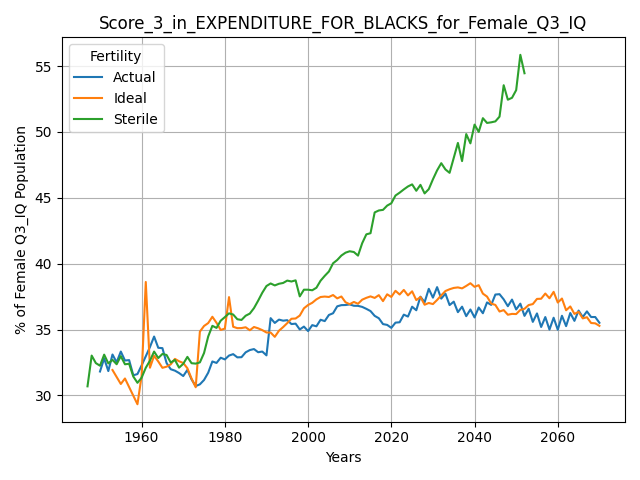 Score_3_in_EXPENDITURE_FOR_BLACKS_for_Female_Q3_IQ
Fertility
Actual
Ideal
Sterile
% of Female Q3_IQ Population
55
50
45
40
35
30
1960
1980
2000
2020
2040
2060
Years